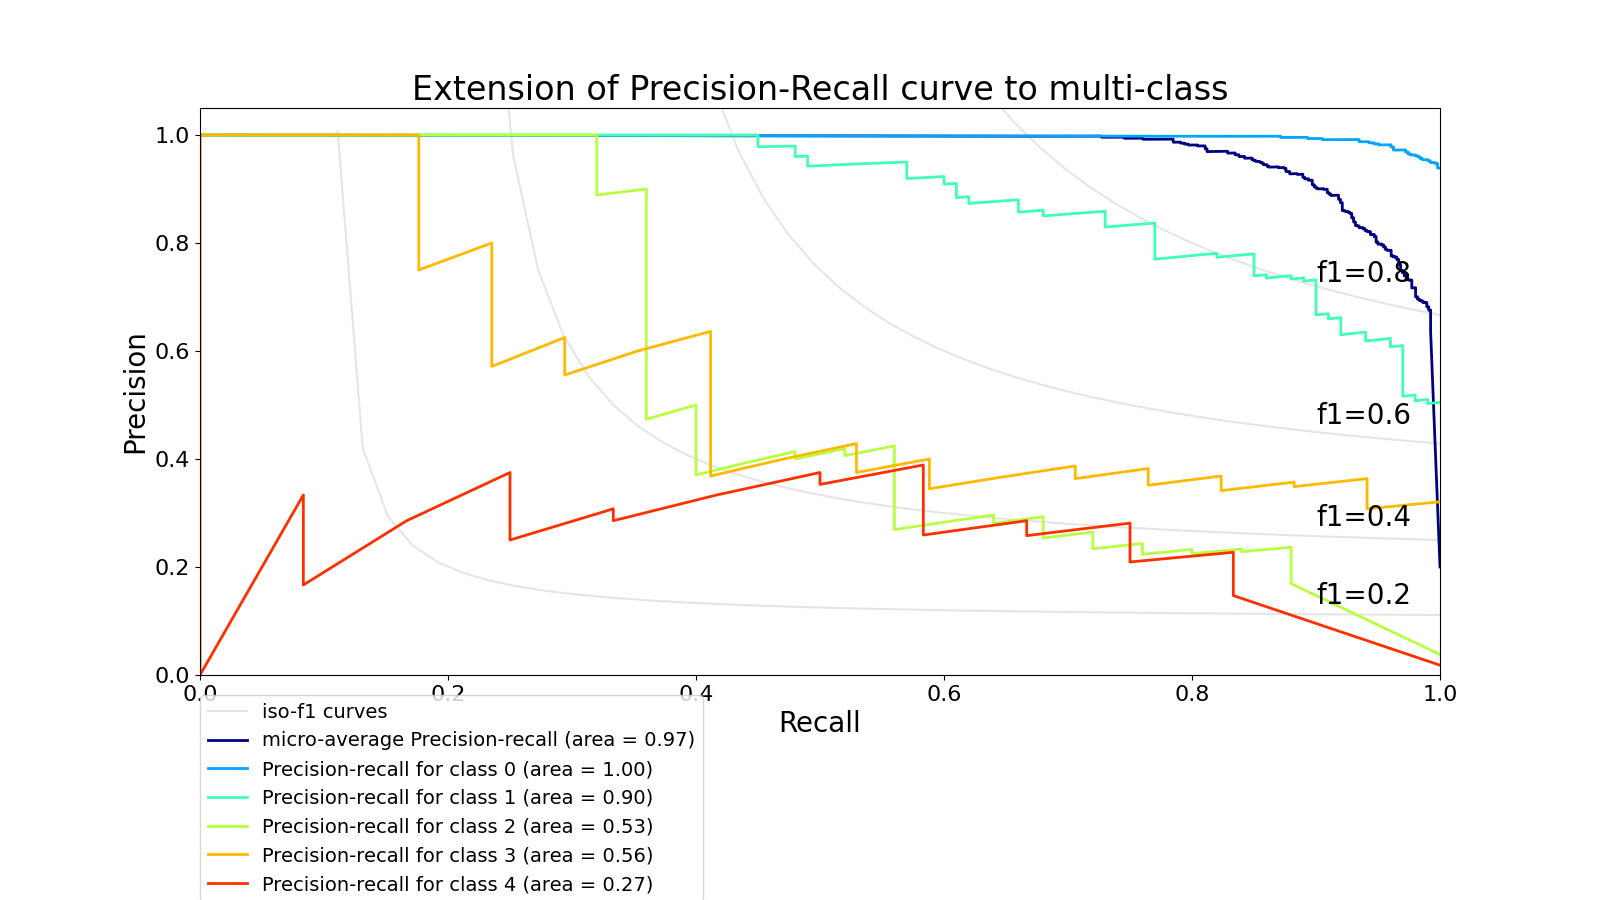 Extension of Precision-Recall curve to multi-class
1.0
0.8
0.6
0.4
0.2
0.0
Precision
f1=0.8
f1=0.6
f1=0.4
f1=0.2
0.0 0.2 0.4 0.6 0.8 1.0
Recall
iso-f1 curves
micro-average Precision-recall (area = 0.97)
Precision-recall for class 0 (area = 1.00)
Precision-recall for class 1 (area = 0.90)
Precision-recall for class 2 (area = 0.53)
Precision-recall for class 3 (area = 0.56)
Precision-recall for class 4 (area = 0.27)